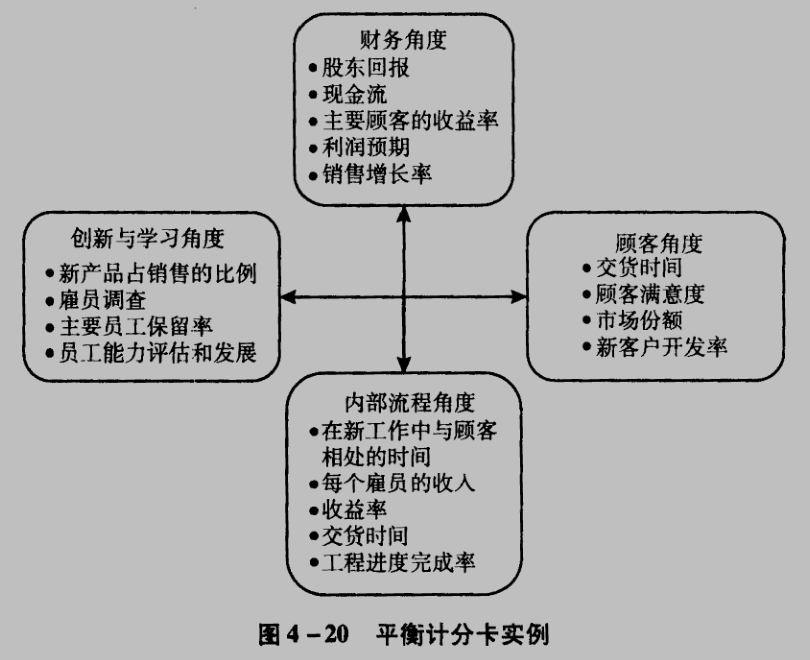 财务角度
•股东回报
•现金流
•主要顾客的收益率
•利润预期
•销售增长率
创新与学习角度
•新产品占销售的比例
•雇员调查
•主要员工保留率
•员工能力评估和发展
顾客角度
•交货时间
•顾客满意度
•市场份额
•新客户开发率
内部流程角度
•在新工作中与顾客
相处的时间
•每个雇员的收入
•收益率
•交货时间
•工程进度完成率
图4-20 平衡计分卡实例